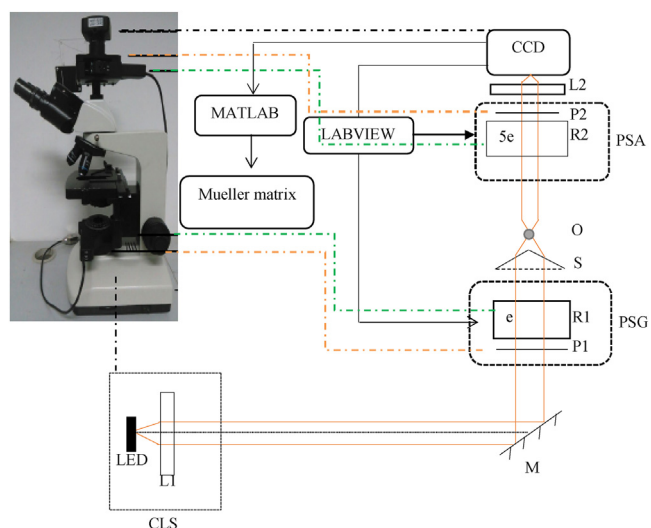 CCD
L2
P2
MATLAB
LABVIEW
5e
R2
PSA
Mueller matrix
O
S
e
R1
PSG
P1
LED
L1
M
CLS